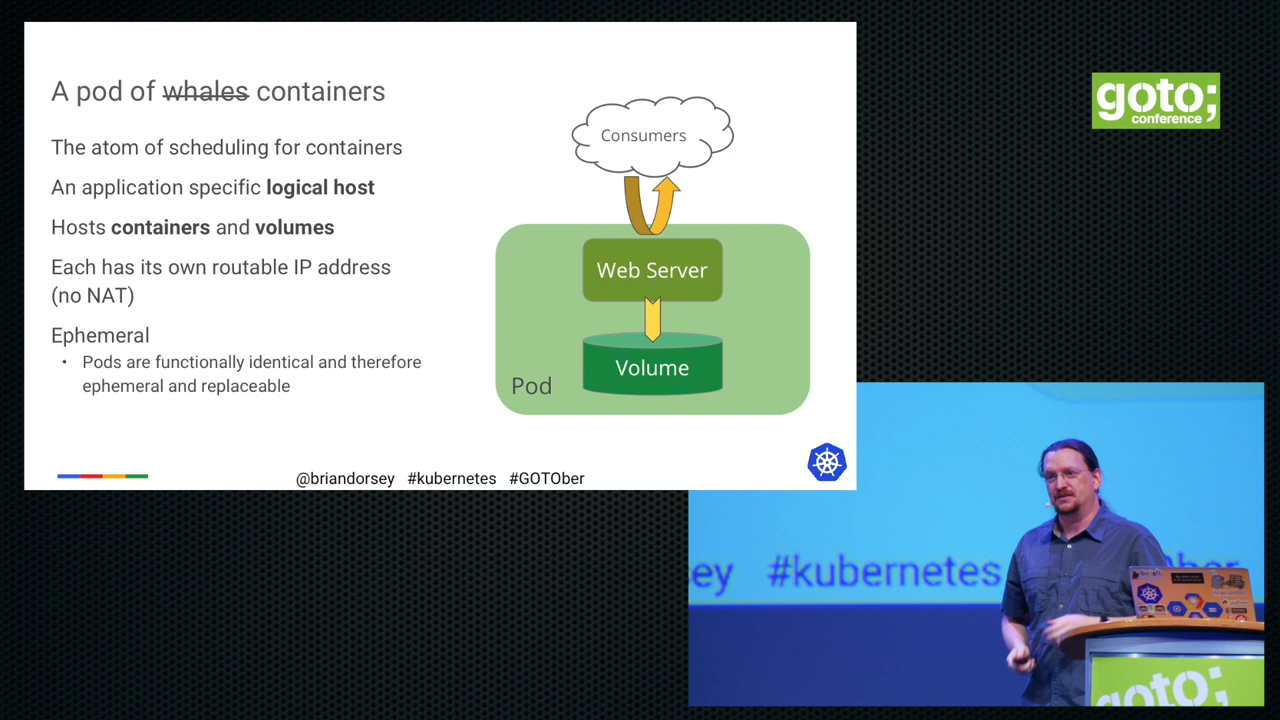 A pod of whales containers
The atom of scheduling for containers
An application specific logical host
Hosts containers and volumes
Each has its own routable IP address
(no NAT)
Ephemeral
• Pods are functionally identical and therefore
ephemeral and replaceable
Consumers
Web Server
Volume
Pod
@briandorsey #kubernetes #GOTOber
goto;
conference
ey #kubernetes ber
goto;